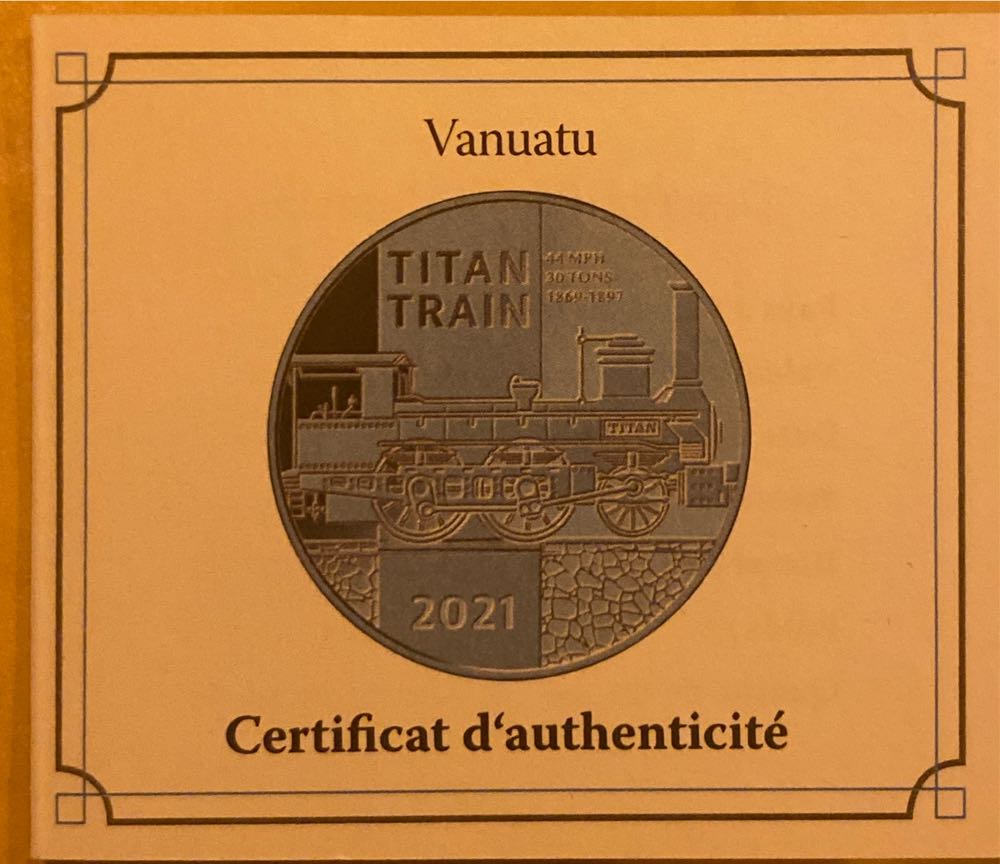 Vanuatu
TITAN
TRAIN
44 MPH
30 TONS
1869-1897
TITAN
2021
Certificat d‘authenticité